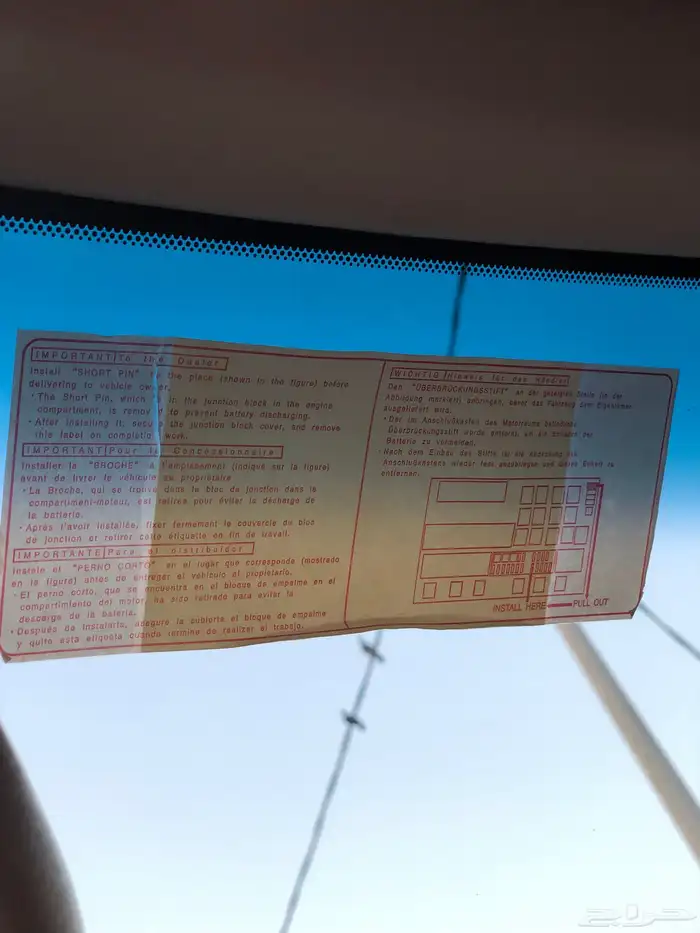 IMPORTANT To the Dealer
Install "SHORT PIN" to the place (shown in the figure) before
delivering to vehicle owner.
· The Short Pin, which in the junction block in the engine
compartment, is removed to prevent battery discharging.
· After installing it, secure the junction block cover, and remove
this label on completing work.
IMPORTANT Pour le Concessionnaire
Installer la "BROCHE" à l'emplacement (indiqué sur la figure)
avant de livrer le véhicule au propriétaire
· La Broche, qui se trouve dans le bloc de jonction dans le
compartiment-moteur, est retirée pour éviter la décharge de
la batterie.
· Après l'avoir installée, fixer fermement le couvercle du bloc
de jonction et retirer cette étiquette en fin de travail.
IMPORTANTE Para el distribuidor
Instale el "PERNO CORTO" en el lugar que corresponda (mostrado
en la figura) antes de entregar el vehículo al propietario.
· El perno corto, que se encuentra en el bloque de empalme en el
compartimiento del motor, ha sido retirado para evitar la
descarga de la batería.
· Después de instalarlo, asegure la cubierta el bloque de empalme
y quite esta etiqueta cuando termine de realizar el trabajo.
WICHTIG Hinweis für den Händler
Den "ÜBERBRÜCKUNGSSTIFT" an der gezeigten Stelle (in der
Abbildung markiert) anbringen, bevor das Fahrzeug dem Eigentümer
ausgeliefert wird.
· Der im Anschlußkasten des Motorraums befindliche
Überbrückungsstift wurde entfernt, um ein Entladen der
Batterie zu vermeiden.
· Nach dem Einbau des Stifts ist die Abdeckung des
Anschlußkastens wieder fest anzubringen und dieses Etikett zu
entfernen.
INSTALL HERE PULL OUT
حراج